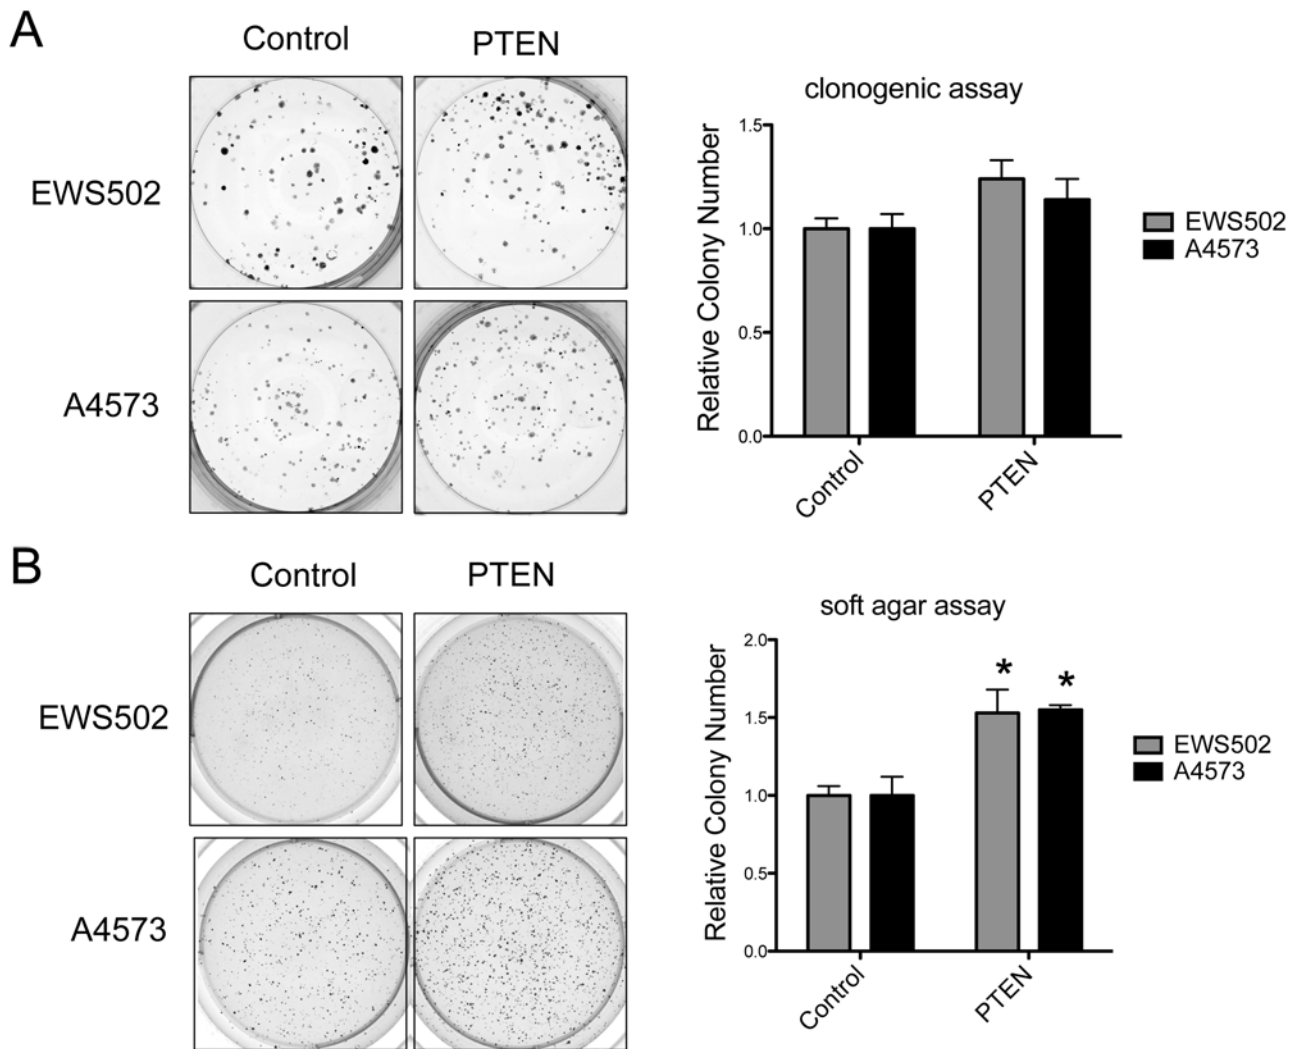 A
Control
PTEN
EWS502
A4573
clonogenic assay
Relative Colony Number
1.5
1.0
0.5
0.0
Control
PTEN
EWS502
A4573
B
Control
PTEN
EWS502
A4573
soft agar assay
Relative Colony Number
2.0
1.5
1.0
0.5
0.0
*
*
Control
PTEN
EWS502
A4573